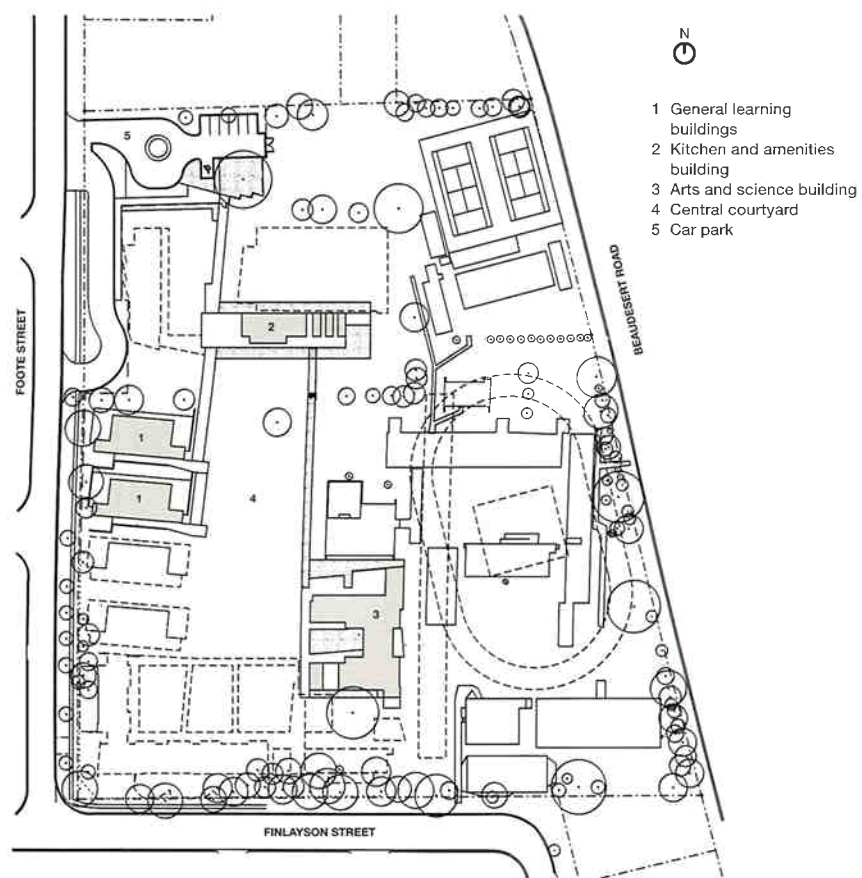 N
1 General learning
buildings
2 Kitchen and amenities
building
3 Arts and science building
4 Central courtyard
5 Car park
5
2
1
4
1
3
FOOTE STREET
BEAUDESERT ROAD
FINLAYSON STREET